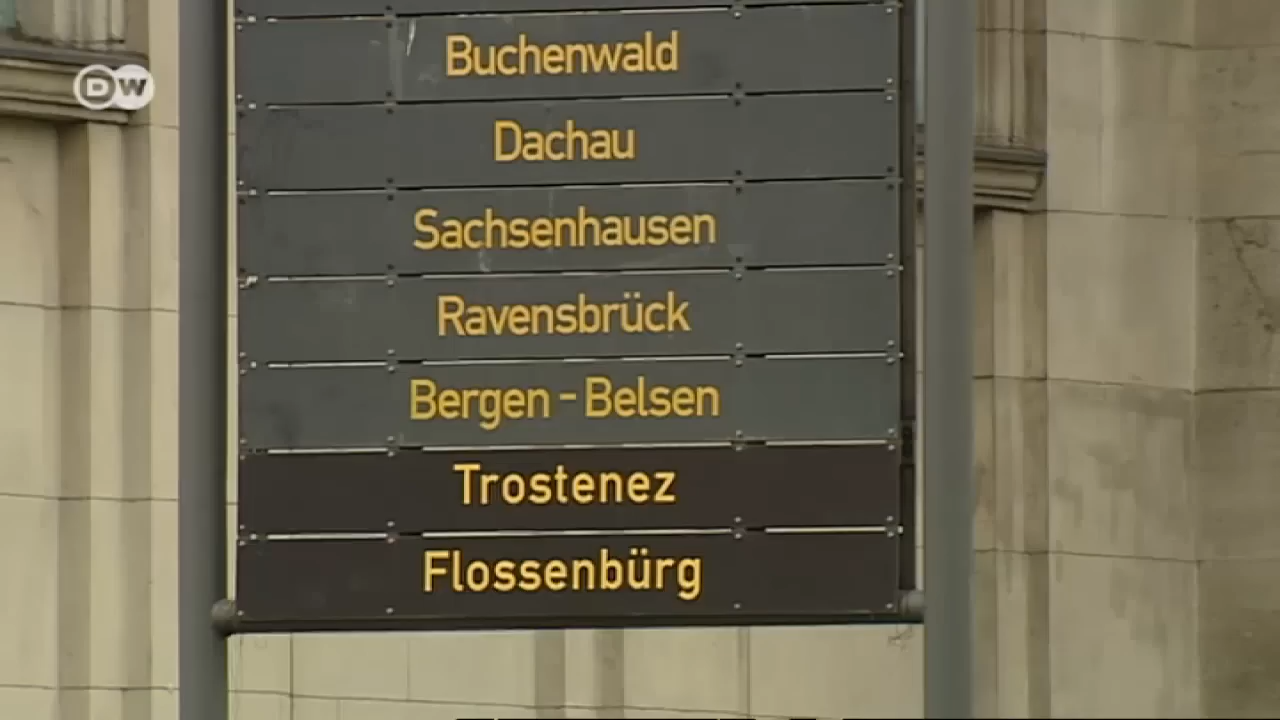 DW
Buchenwald
Dachau
Sachsenhausen
Ravensbrück
Bergen - Belsen
Trostenez
Flossenbürg